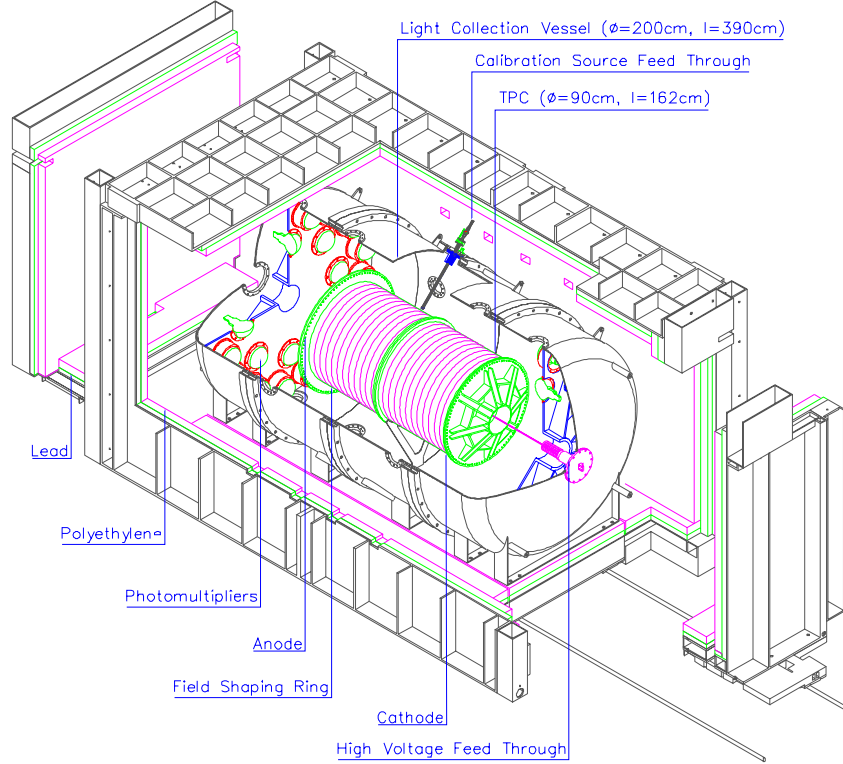 Light Collection Vessel (ø=200cm, l=390cm)
Calibration Source Feed Through
TPC (ø=90cm, l=162cm)
Lead
Polyethylene
Photomultipliers
Anode
Field Shaping Ring
Cathode
High Voltage Feed Through